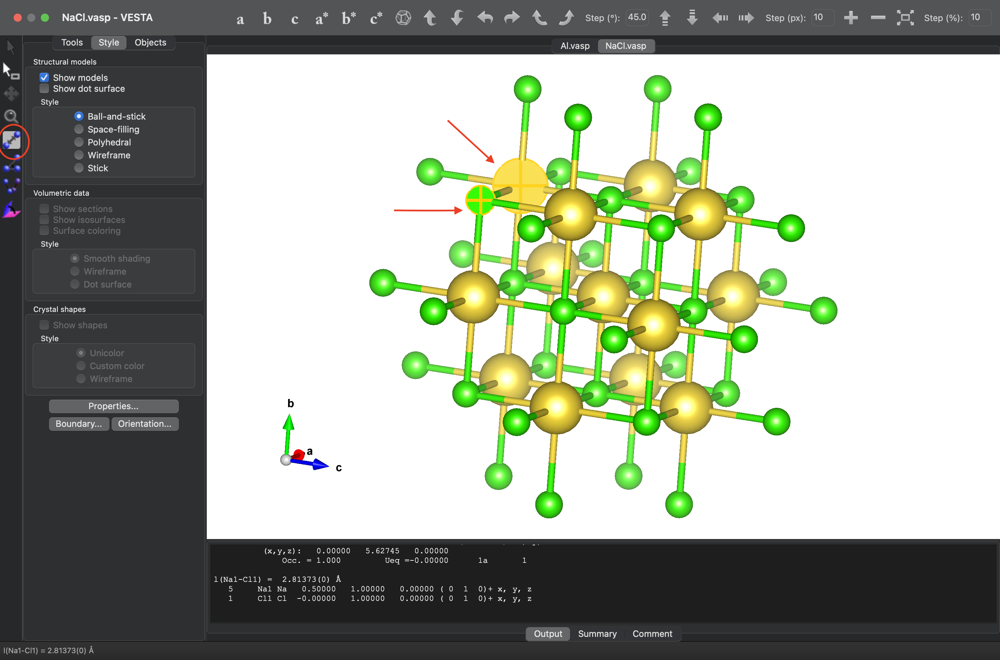 NaCl.vasp - VESTA
a b c a* b* c* Step (°): 45.0 Step (px): 10 Step (%): 10
Tools Style Objects
Al.vasp NaCl.vasp
Structural models
Show models
Show dot surface
Style
Ball-and-stick
Space-filling
Polyhedral
Wireframe
Stick
Volumetric data
Show sections
Show isosurfaces
Surface coloring
Style
Smooth shading
Wireframe
Dot surface
Crystal shapes
Show shapes
Style
Unicolor
Custom color
Wireframe
Properties...
Boundary... Orientation...
b
a
c
(x,y,z): 0.00000 5.62745 0.00000
Occ. = 1.000 Ueq =-0.00000 1a 1
l(Na1-Cl1) = 2.81373(0) Å
5 Na1 Na 0.50000 1.00000 0.00000 ( 0 1 0)+ x, y, z
1 Cl1 Cl -0.00000 1.00000 0.00000 ( 0 1 0)+ x, y, z
Output Summary Comment
l(Na1-Cl1) = 2.81373(0) Å